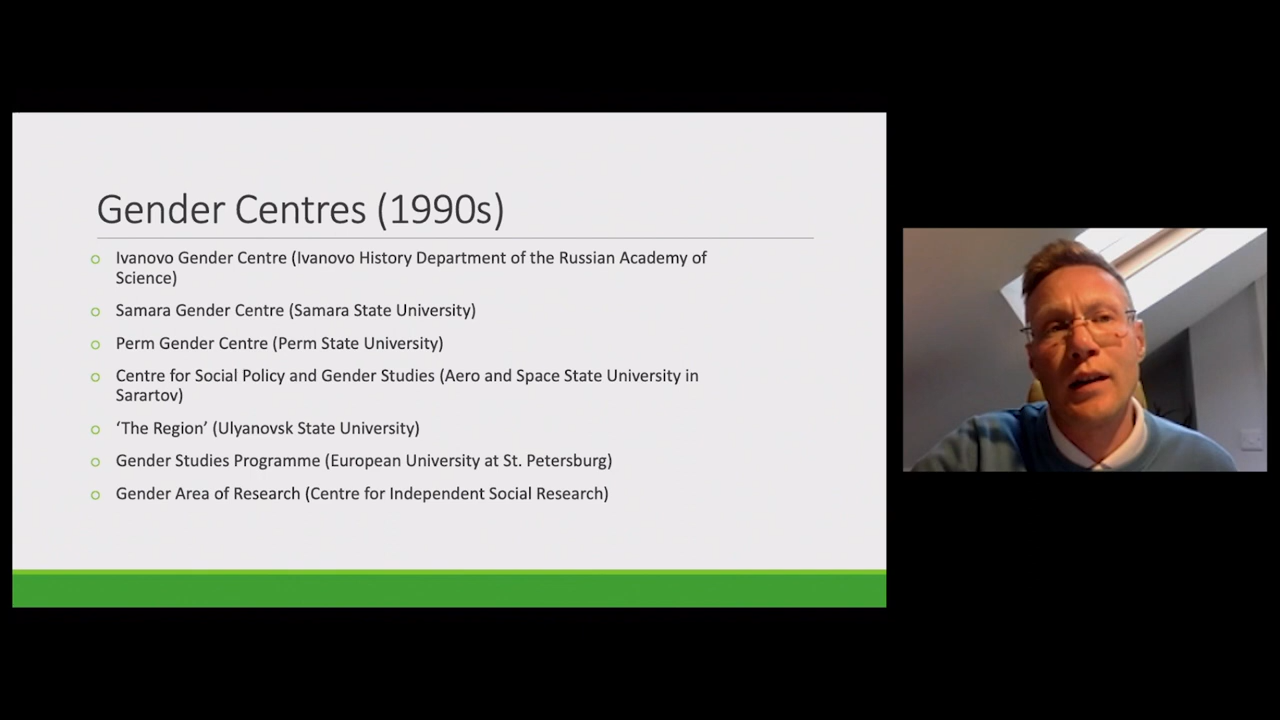 Gender Centres (1990s)
Ivanovo Gender Centre (Ivanovo History Department of the Russian Academy of
Science)
Samara Gender Centre (Samara State University)
Perm Gender Centre (Perm State University)
Centre for Social Policy and Gender Studies (Aero and Space State University in
Sarartov)
‘The Region’ (Ulyanovsk State University)
Gender Studies Programme (European University at St. Petersburg)
Gender Area of Research (Centre for Independent Social Research)